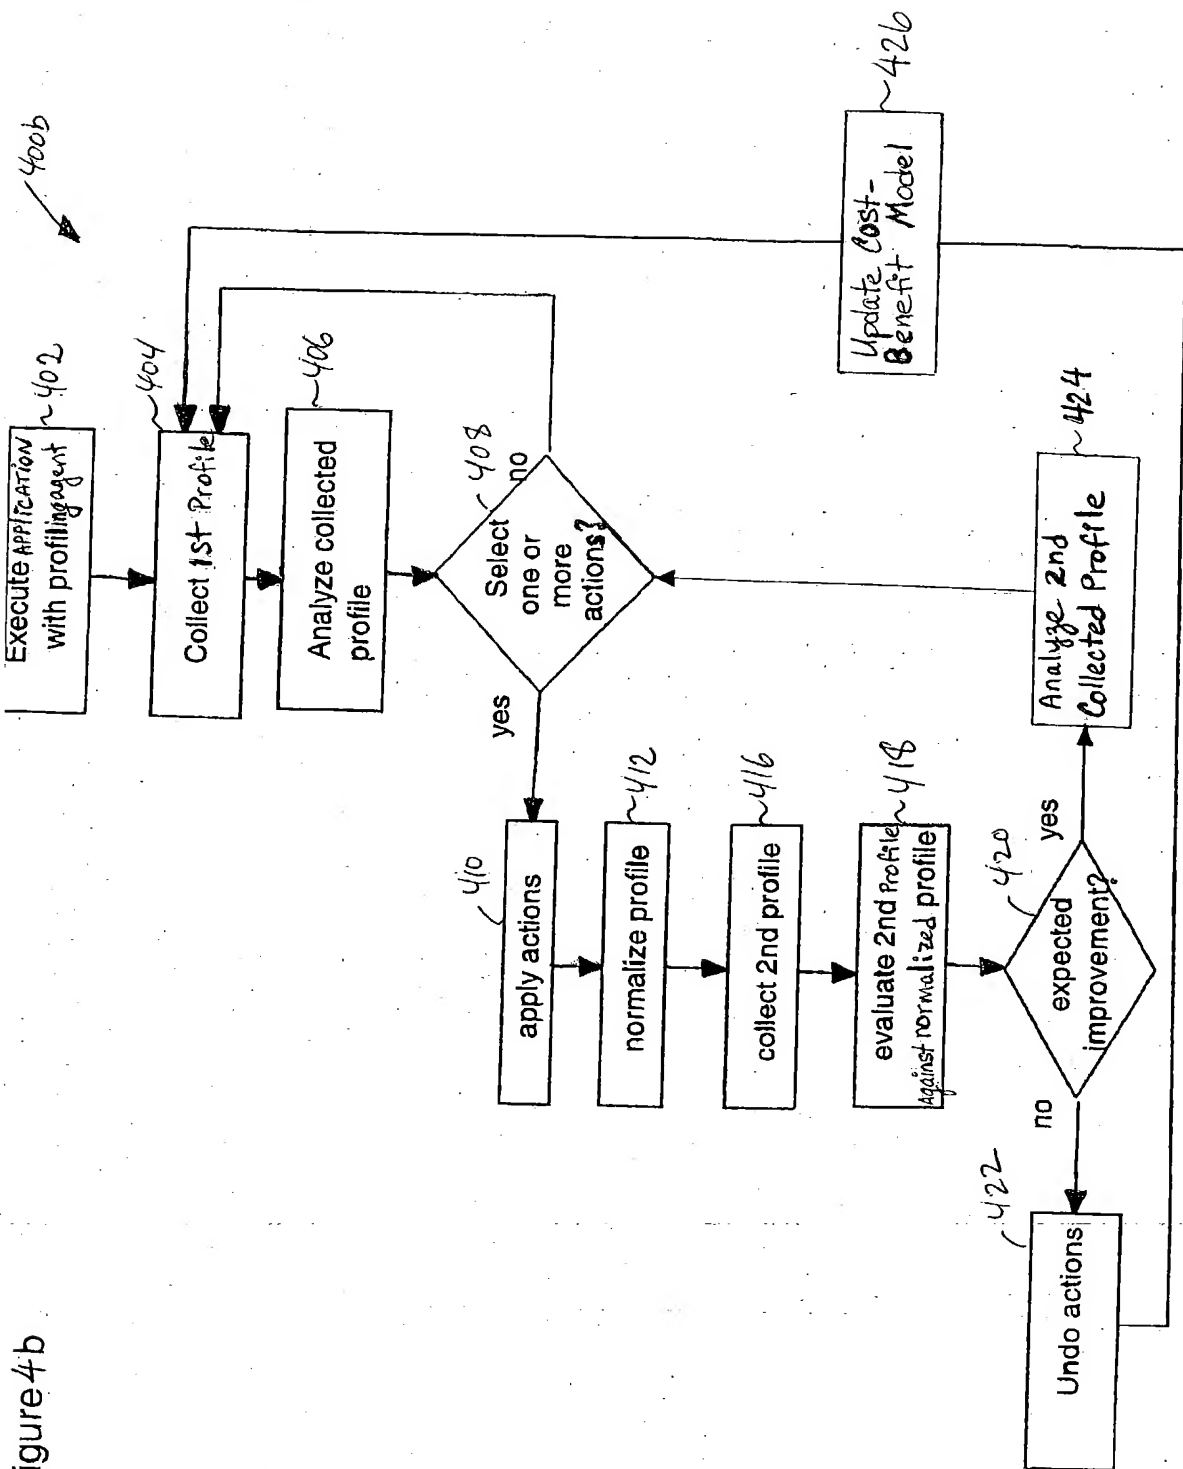 igure4b
400b
Execute APPLICATION
with profilingagent
402
404
Collect 1st Profile
406
Analyze collected
profile
408
Select
one or
more
actions?
no
yes
410
apply actions
412
normalize profile
416
collect 2nd profile
418
evaluate 2nd Profile
Against normalized profile
420
expected
improvement?
yes
no
422
Undo actions
424
Analyze 2nd
Collected Profile
426
Update Cost-
Benefit Model